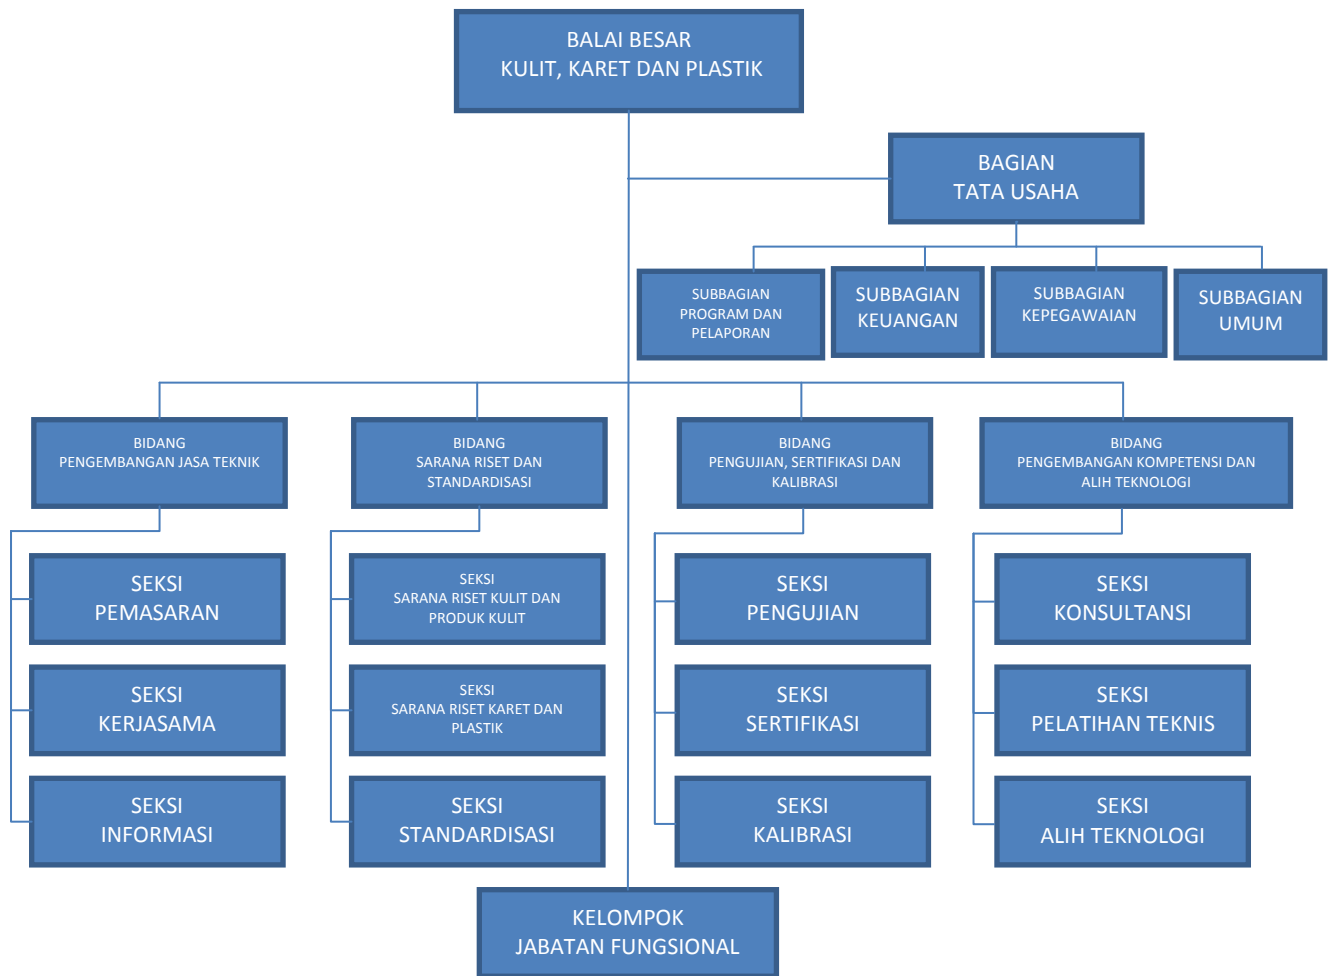 BALAI BESAR
KULIT, KARET DAN PLASTIK
BAGIAN
TATA USAHA
SUBBAGIAN
PROGRAM DAN
PELAPORAN
SUBBAGIAN
KEUANGAN
SUBBAGIAN
KEPEGAWAIAN
SUBBAGIAN
UMUM
BIDANG
PENGEMBANGAN JASA TEKNIK
BIDANG
SARANA RISET DAN
STANDARDISASI
BIDANG
PENGUJIAN, SERTIFIKASI DAN
KALIBRASI
BIDANG
PENGEMBANGAN KOMPETENSI DAN
ALIH TEKNOLOGI
SEKSI
PEMASARAN
SEKSI
SARANA RISET KULIT DAN
PRODUK KULIT
SEKSI
PENGUJIAN
SEKSI
KONSULTANSI
SEKSI
KERJASAMA
SEKSI
SARANA RISET KARET DAN
PLASTIK
SEKSI
SERTIFIKASI
SEKSI
PELATIHAN TEKNIS
SEKSI
INFORMASI
SEKSI
STANDARDISASI
SEKSI
KALIBRASI
SEKSI
ALIH TEKNOLOGI
KELOMPOK
JABATAN FUNGSIONAL